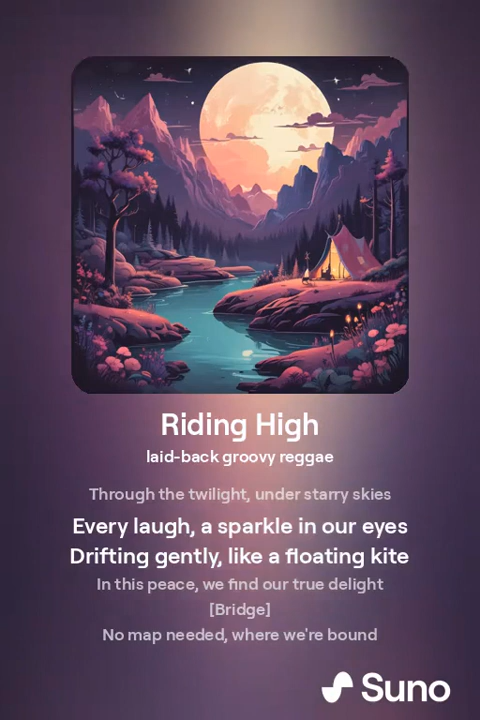 Riding High
laid-back groovy reggae
Through the twilight, under starry skies
Every laugh, a sparkle in our eyes
Drifting gently, like a floating kite
In this peace, we find our true delight
[Bridge]
No map needed, where we're bound
Suno